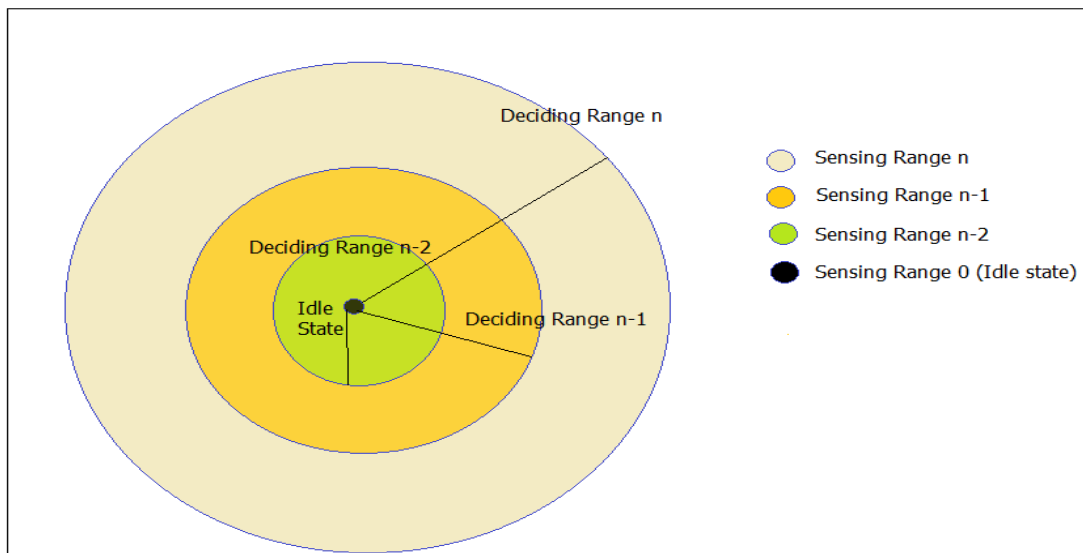 Deciding Range n
Sensing Range n
Sensing Range n-1
Deciding Range n-2
Sensing Range n-2
Sensing Range 0 (Idle state)
Idle
State
Deciding Range n-1